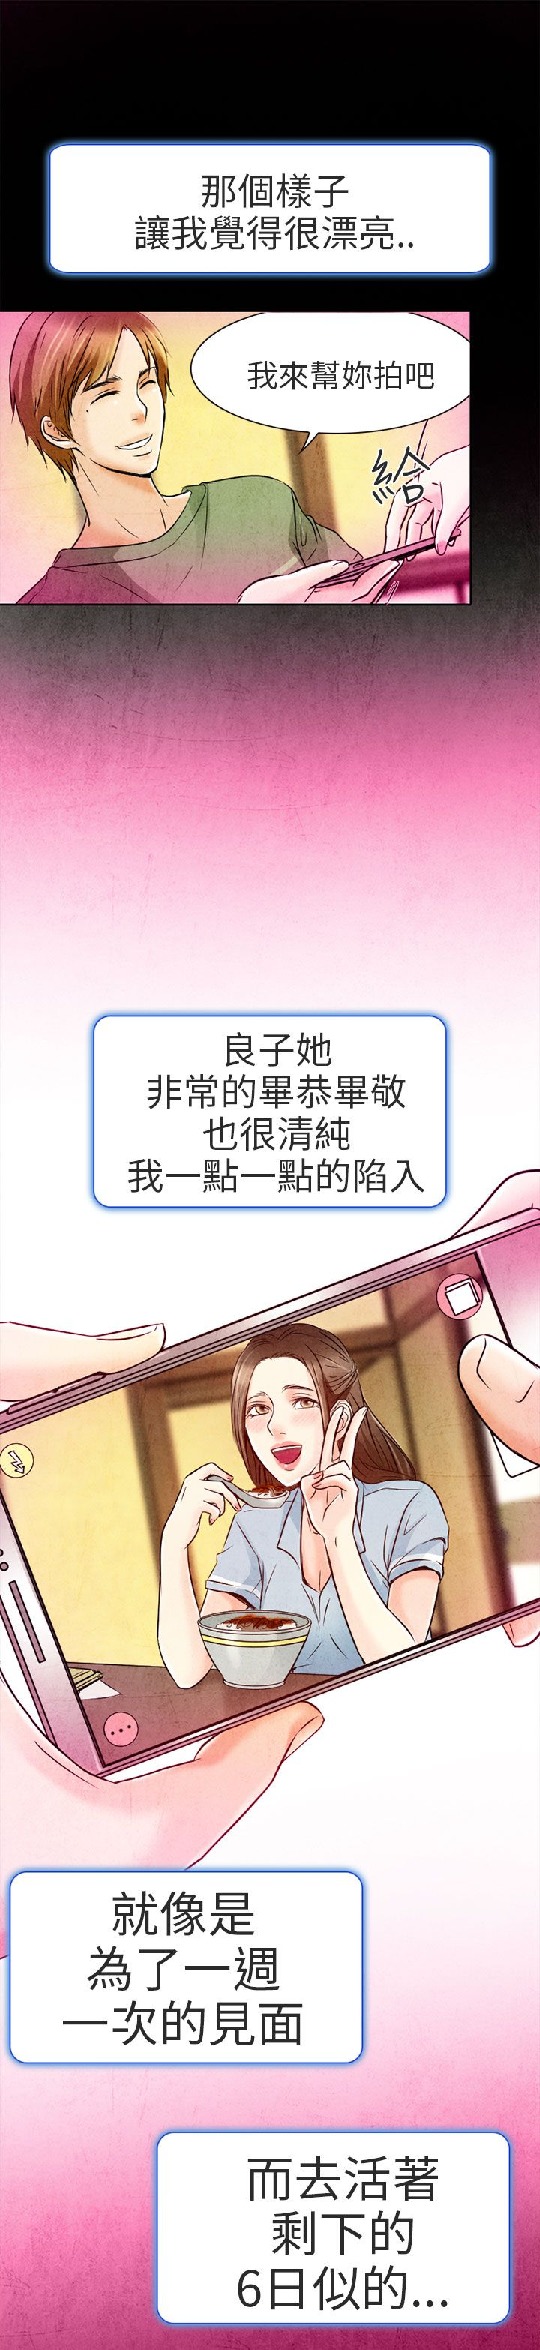 那個樣子
讓我覺得很漂亮..
我來幫妳拍吧
給
良子她
非常的畢恭畢敬
也很清純
我一點一點的陷入
就像是
為了一週
一次的見面
而去活著
剩下的
6日似的...